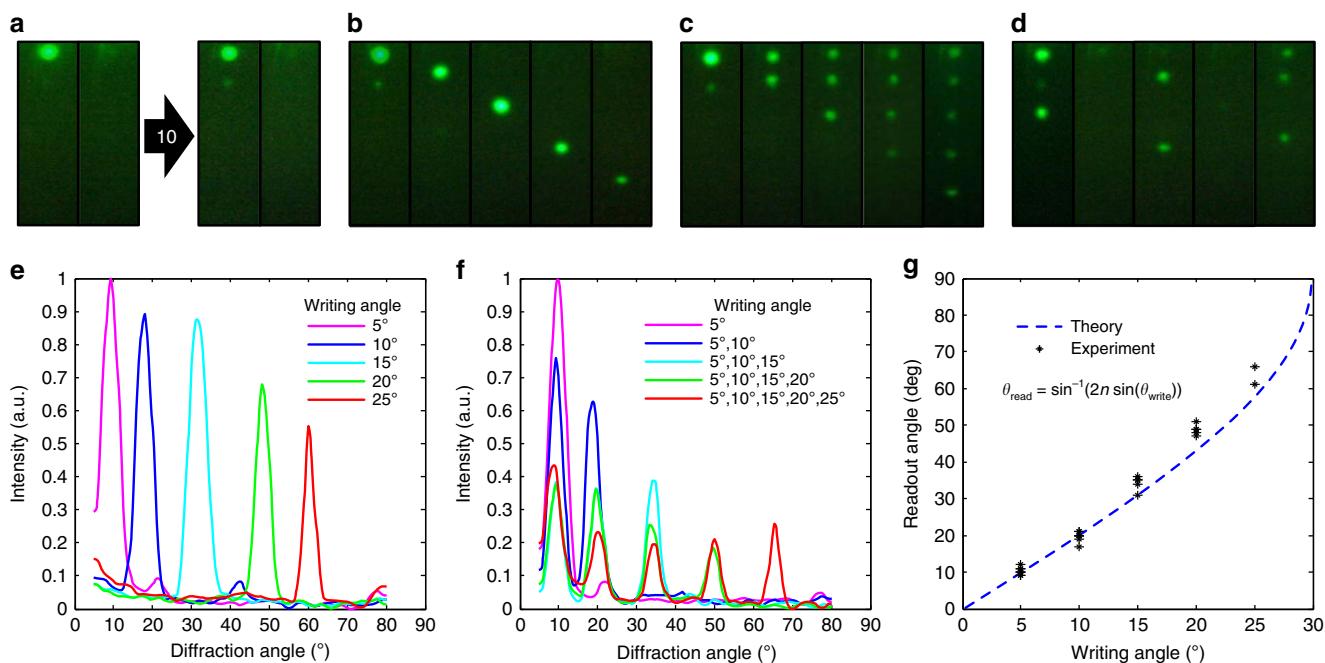 a
b
c
d
10
e
Intensity (a.u.)
1
0.9
0.8
0.7
0.6
0.5
0.4
0.3
0.2
0.1
0
Writing angle
5°
10°
15°
20°
25°
0 10 20 30 40 50 60 70 80 90
Diffraction angle (°)
f
Intensity (a.u.)
1
0.9
0.8
0.7
0.6
0.5
0.4
0.3
0.2
0.1
0
Writing angle
5°
5°,10°
5°,10°,15°
5°,10°,15°,20°
5°,10°,15°,20°,25°
0 10 20 30 40 50 60 70 80 90
Diffraction angle (°)
g
Readout angle (deg)
90
80
70
60
50
40
30
20
10
0
Theory
Experiment
θread = sin⁻¹(2n sin(θwrite))
0 5 10 15 20 25 30
Writing angle (°)